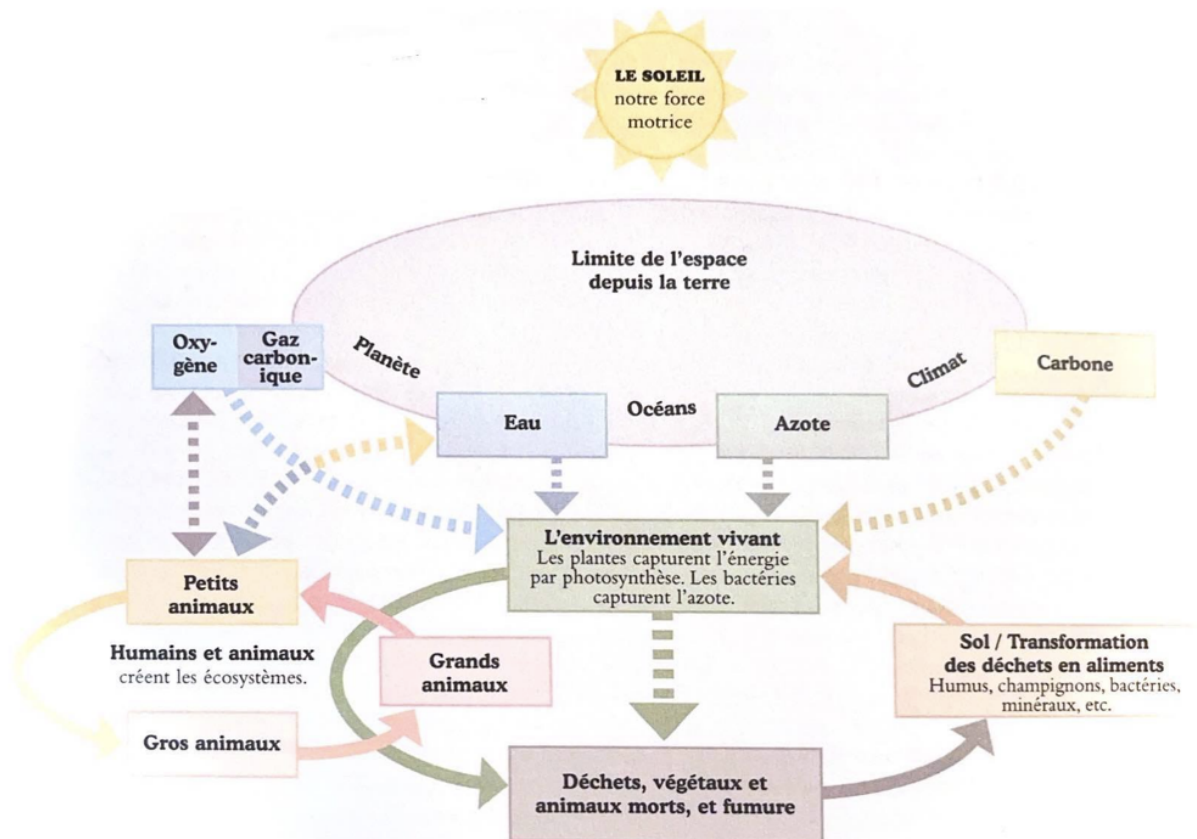 LE SOLEIL
notre force
motrice
Limite de l'espace
depuis la terre
Oxy-
gène
Gaz
carbon-
ique
Planète
Eau
Océans
Azote
Climat
Carbone
L'environnement vivant
Les plantes capturent l'énergie
par photosynthèse. Les bactéries
capturent l'azote.
Petits
animaux
Humains et animaux
créent les écosystèmes.
Grands
animaux
Gros animaux
Sol / Transformation
des déchets en aliments
Humus, champignons, bactéries,
minéraux, etc.
Déchets, végétaux et
animaux morts, et fumure